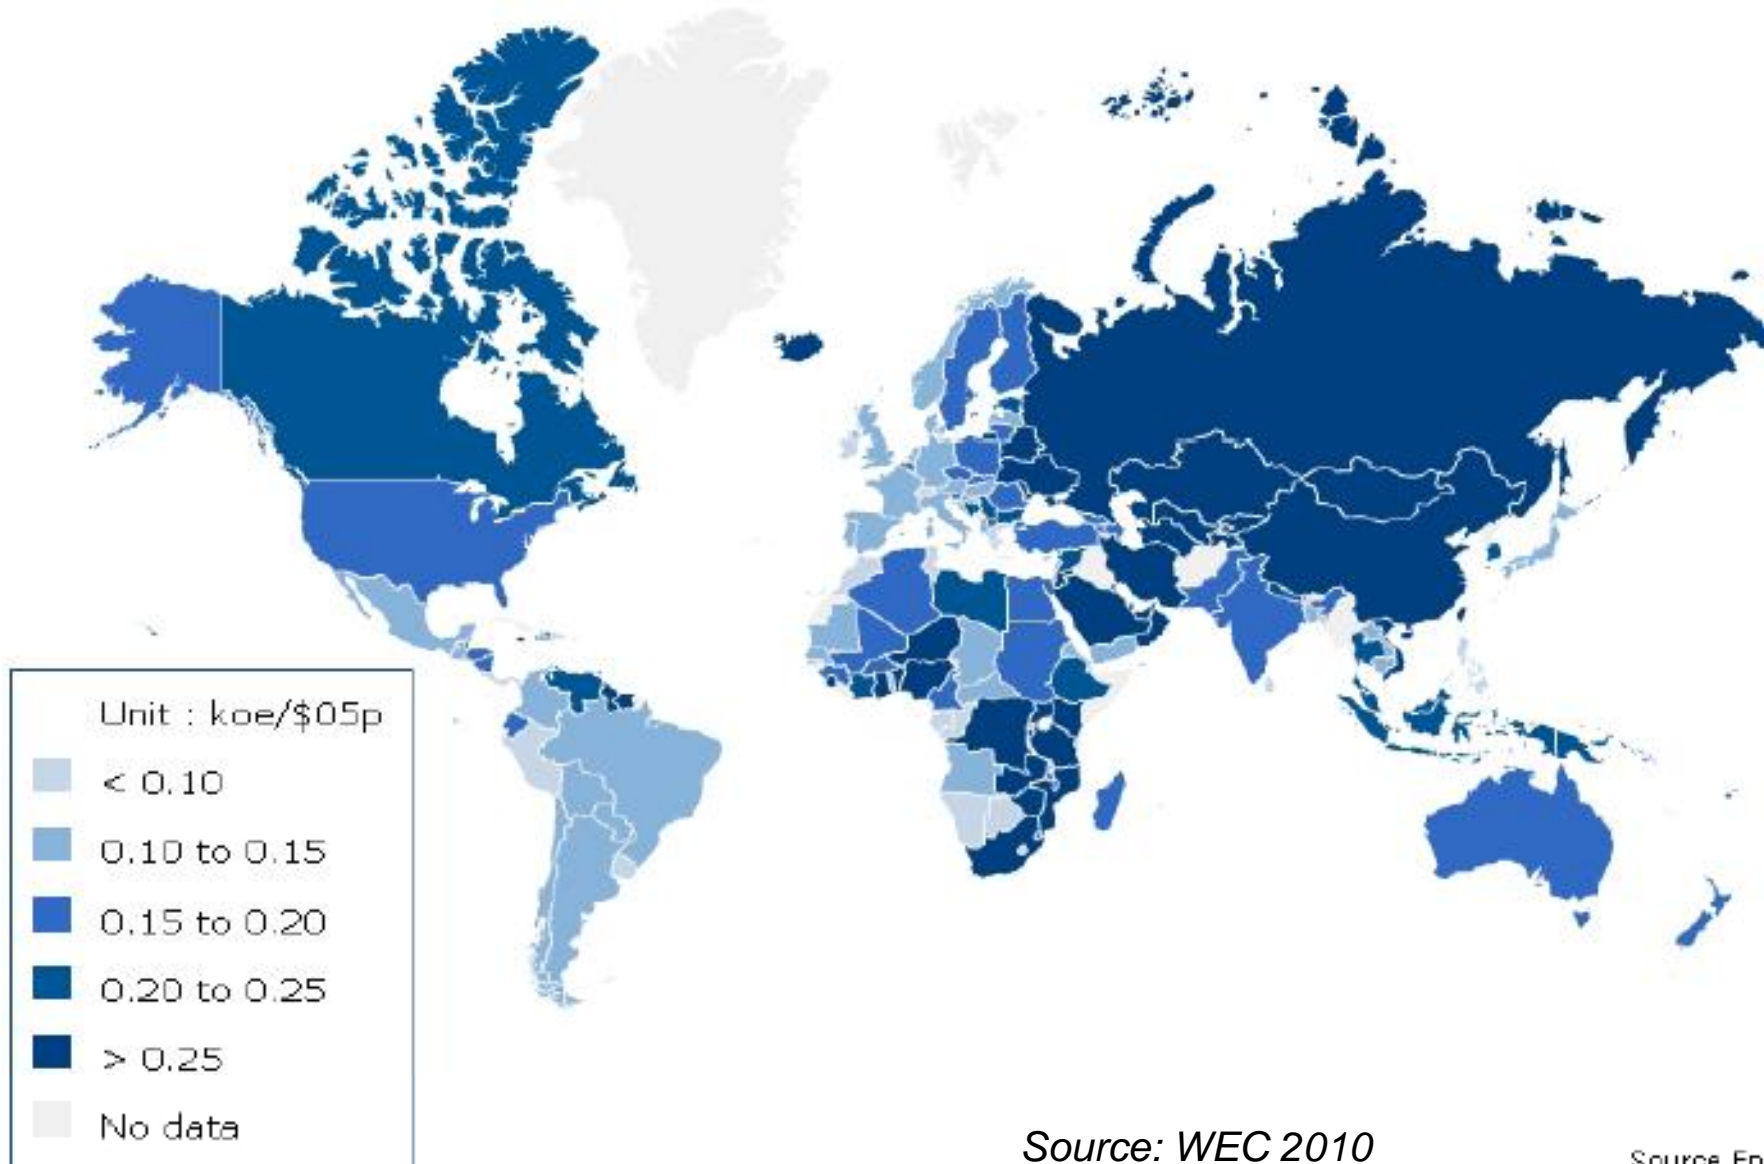 Unit : koe/$05p
< 0.10
0.10 to 0.15
0.15 to 0.20
0.20 to 0.25
> 0.25
No data
Source: WEC 2010
Source